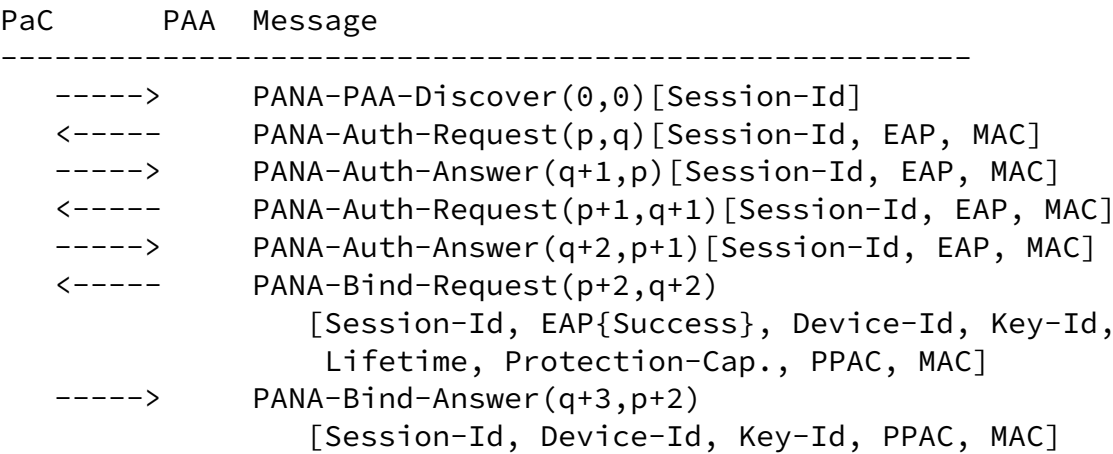 PaC      PAA  Message
------------------------------------------------------
   ----->     PANA-PAA-Discover(0,0)[Session-Id]
   <-----     PANA-Auth-Request(p,q)[Session-Id, EAP, MAC]
   ----->     PANA-Auth-Answer(q+1,p)[Session-Id, EAP, MAC]
   <-----     PANA-Auth-Request(p+1,q+1)[Session-Id, EAP, MAC]
   ----->     PANA-Auth-Answer(q+2,p+1)[Session-Id, EAP, MAC]
   <-----     PANA-Bind-Request(p+2,q+2)
                 [Session-Id, EAP{Success}, Device-Id, Key-Id,
                  Lifetime, Protection-Cap., PPAC, MAC]
   ----->     PANA-Bind-Answer(q+3,p+2)
                 [Session-Id, Device-Id, Key-Id, PPAC, MAC]